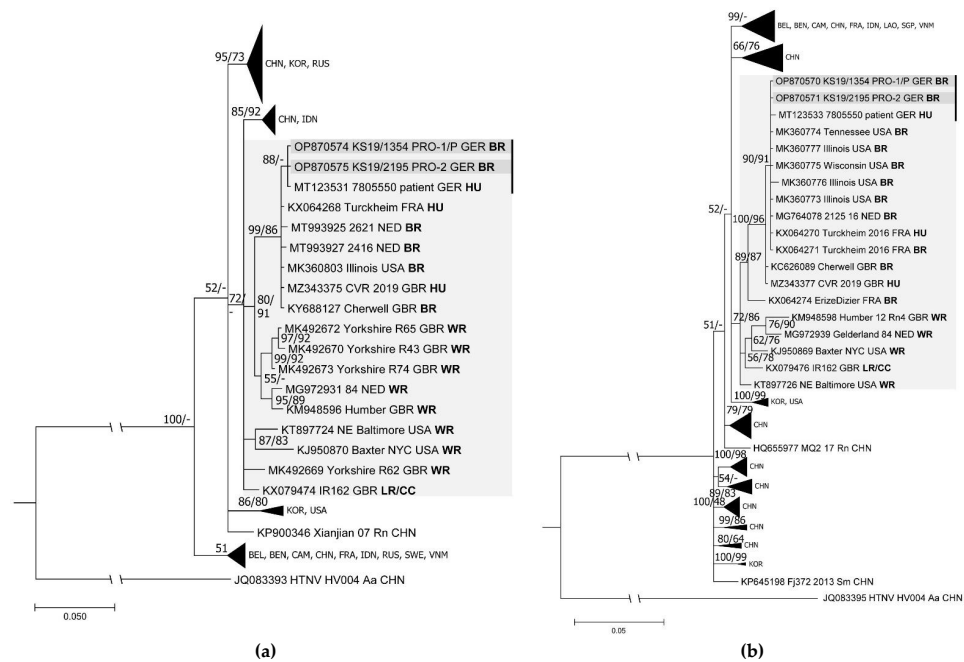 95/73
CHN, KOR, RUS
85/92
CHN, IDN
OP870574 KS19/1354 PRO-1/P GER BR
88/-
OP870575 KS19/2195 PRO-2 GER BR
MT123531 7805550 patient GER HU
KX064268 Turckheim FRA HU
MT993925 2621 NED BR
99/86
MT993927 2416 NED BR
MK360803 Illinois USA BR
52/-
72/
-
80/
91
MZ343375 CVR 2019 GBR HU
KY688127 Cherwell GBR BR
MK492672 Yorkshire R65 GBR WR
97/92
MK492670 Yorkshire R43 GBR WR
99/92
MK492673 Yorkshire R74 GBR WR
55/-
MG972931 84 NED WR
95/89
KM948596 Humber GBR WR
100/-
KT897724 NE Baltimore USA WR
87/83
KJ950870 Baxter NYC USA WR
MK492669 Yorkshire R62 GBR WR
KX079474 IR162 GBR LR/CC
86/80
KOR, USA
KP900346 Xianjian 07 Rn CHN
51
BEL, BEN, CAM, CHN, FRA, IDN, RUS, SWE, VNM
JQ083393 HTNV HV004 Aa CHN
0.050
(a)
99/-
BEL, BEN, CAM, CHN, FRA, IDN, LAO, SGP, VNM
66/76
CHN
OP870570 KS19/1354 PRO-1/P GER BR
OP870571 KS19/2195 PRO-2 GER BR
MT123533 7805550 patient GER HU
MK360774 Tennessee USA BR
MK360777 Illinois USA BR
90/91
MK360775 Wisconsin USA BR
MK360776 Illinois USA BR
MK360773 Illinois USA BR
52/-
100/96
MG764078 2125 16 NED BR
KX064270 Turckheim 2016 FRA HU
KX064271 Turckheim 2016 FRA BR
89/87
KC626089 Cherwell GBR BR
MZ343377 CVR 2019 GBR HU
KX064274 ErizeDizier FRA BR
72/86
KM948598 Humber 12 Rn4 GBR WR
76/90
51/-
MG972939 Gelderland 84 NED WR
62/76
KJ950869 Baxter NYC USA WR
56/78
KX079476 IR162 GBR LR/CC
KT897726 NE Baltimore USA WR
100/99
KOR, USA
79/79
CHN
HQ655977 MQ2 17 Rn CHN
100/98
CHN
54/-
CHN
89/83
100/48
CHN
99/86
CHN
80/64
CHN
100/99
KOR
KP645198 Fj372 2013 Sm CHN
JQ083395 HTNV HV004 Aa CHN
0.05
(b)